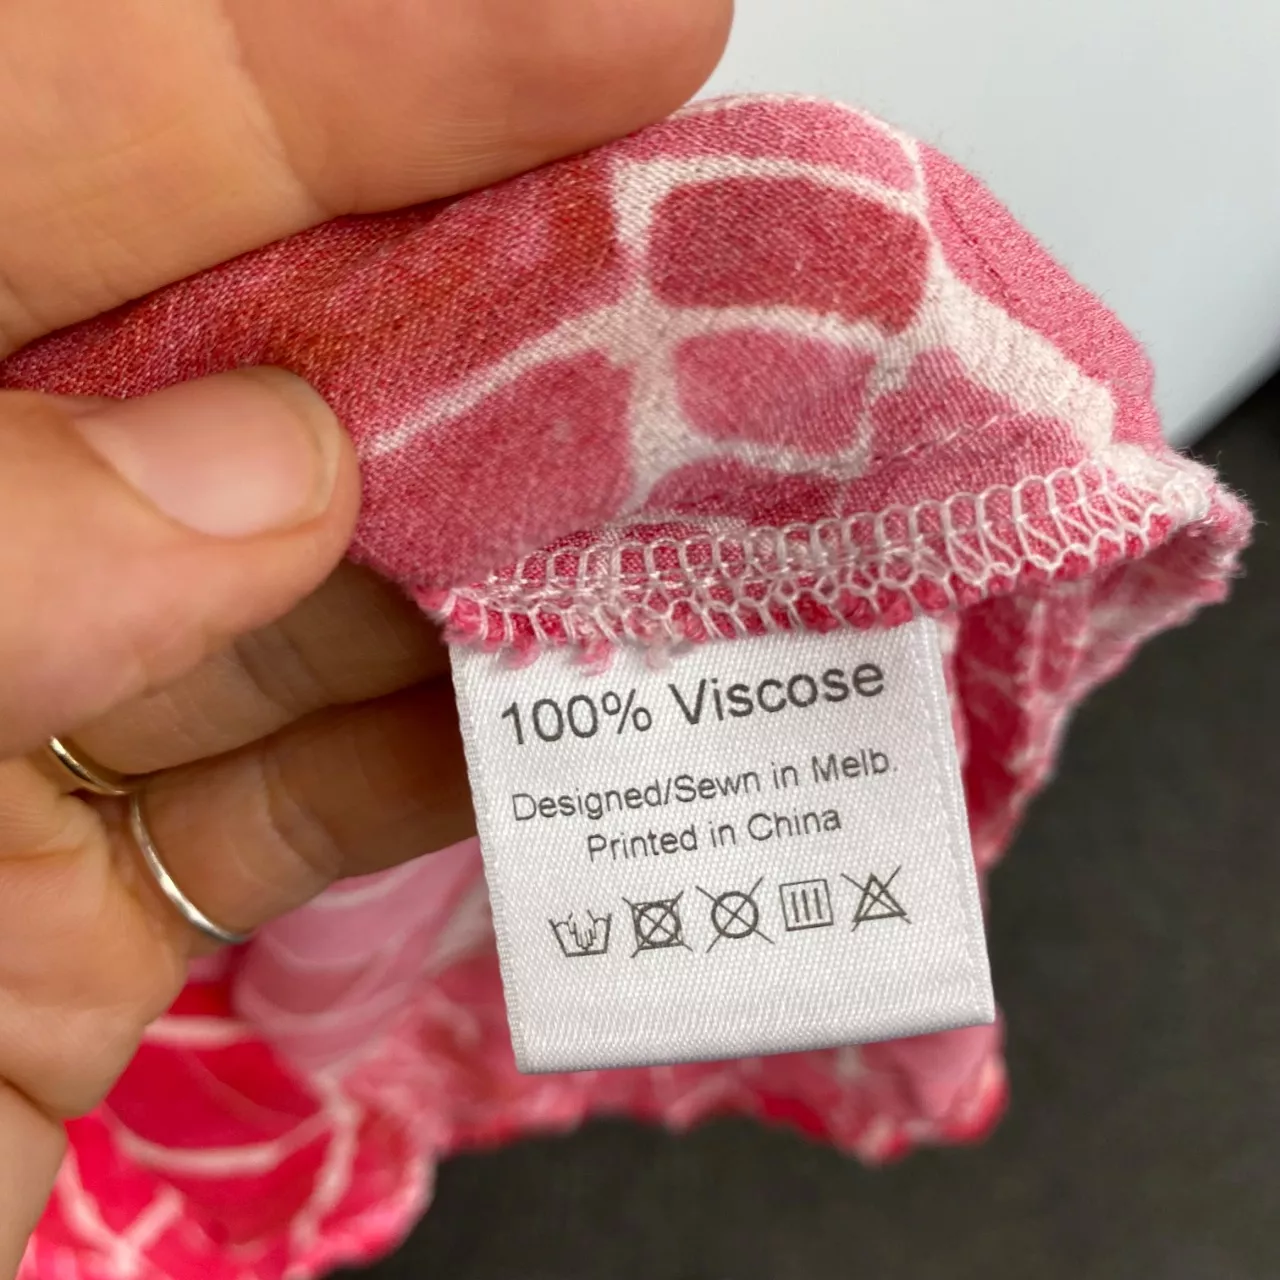 100% Viscose
Designed/Sewn in Melb.
Printed in China